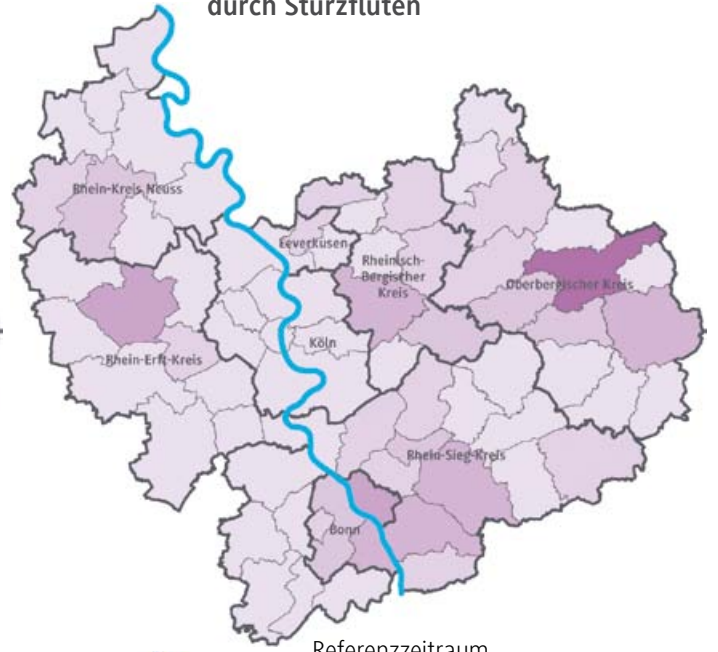 durch Sturzfluten
Rhein-Kreis Neuss
Leverkusen
Rheinisch-
Bergischer
Kreis
Oberbergischer Kreis
Köln
Rhein-Erft-Kreis
Rhein-Sieg-Kreis
Bonn
Referenzzeitraum